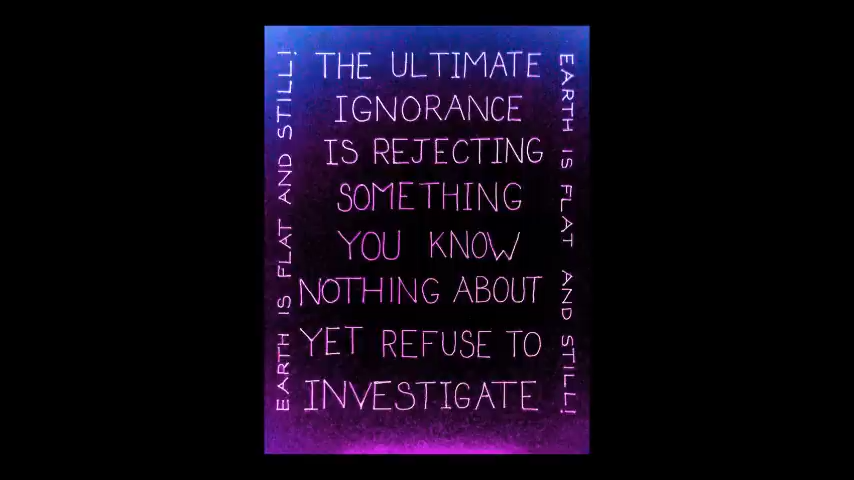 THE ULTIMATE
IGNORANCE
IS REJECTING
SOMETHING
YOU KNOW
NOTHING ABOUT
YET REFUSE TO
INVESTIGATE
EARTH IS FLAT AND STILL!
EARTH IS FLAT AND STILL!